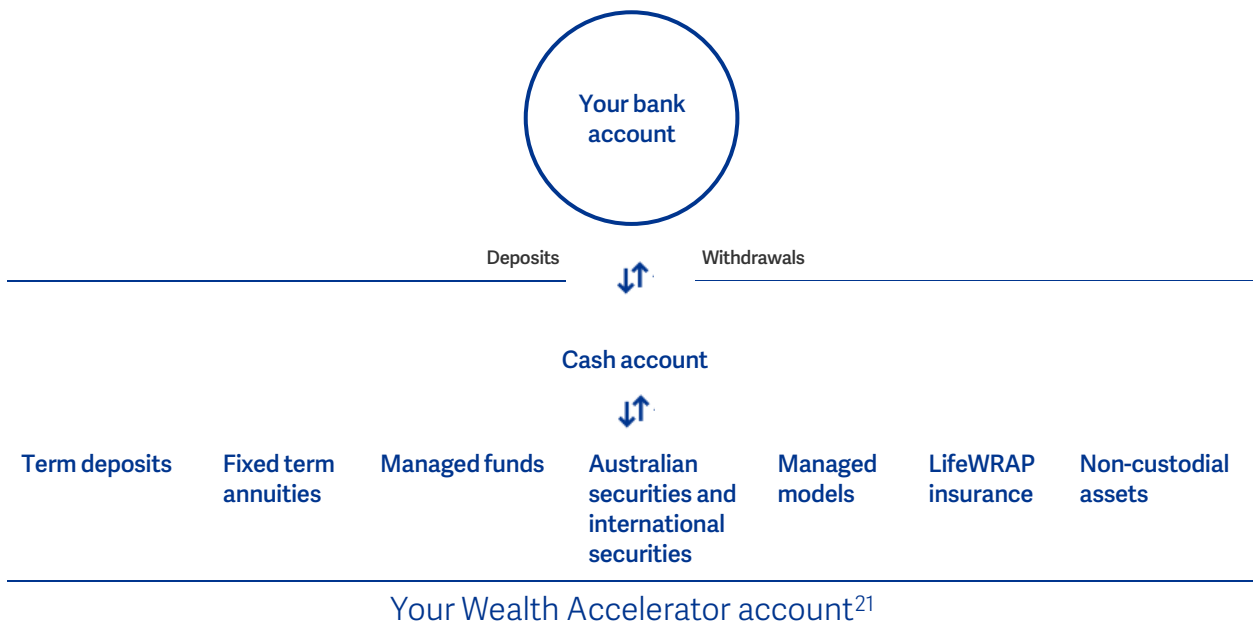 Your bank
account
Deposits
Withdrawals
Cash account
Term deposits
Fixed term
annuities
Managed funds
Australian
securities and
international
securities
Managed
models
LifeWRAP
insurance
Non-custodial
assets
Your Wealth Accelerator account21